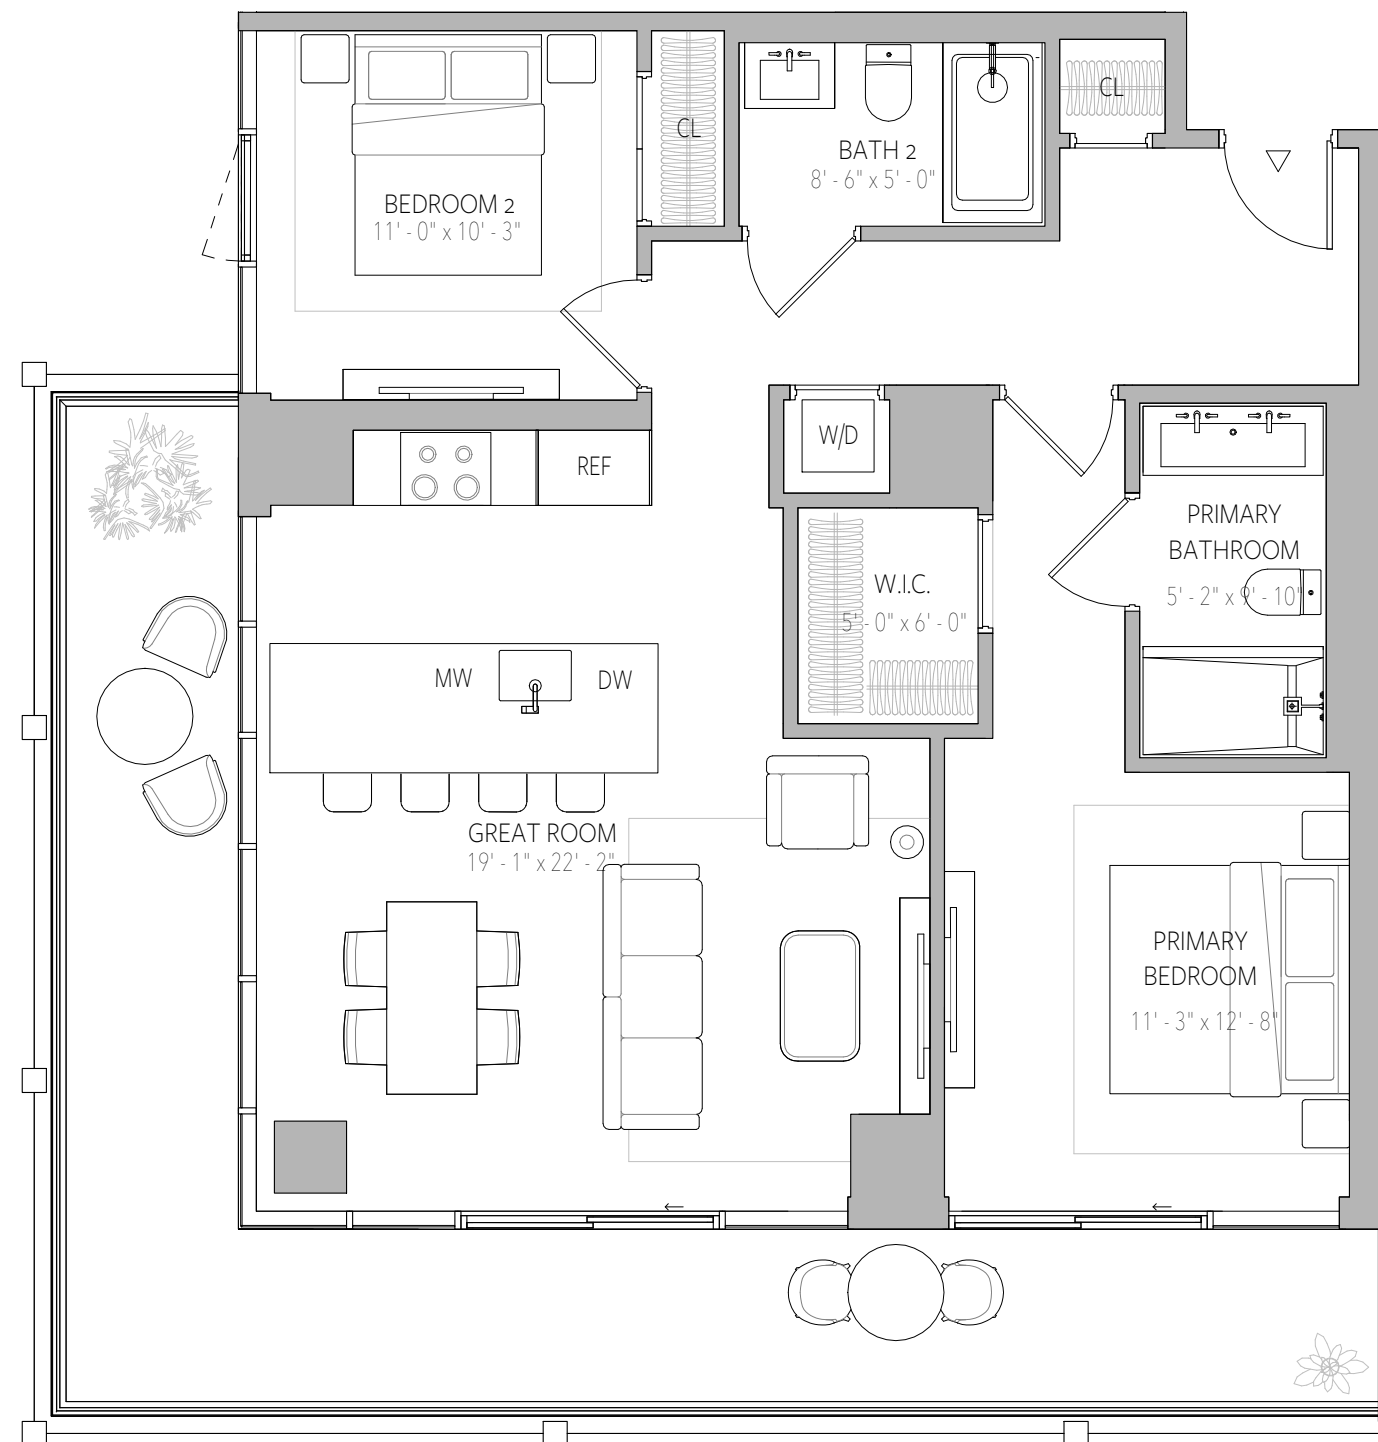 CL
CL
BATH 2
8' - 6" x 5' - 0"
BEDROOM 2
11' - 0" x 10' - 3"
W/D
REF
PRIMARY
BATHROOM
5' - 2" x 9' - 10"
W.I.C.
5' - 0" x 6' - 0"
MW
DW
GREAT ROOM
19' - 1" x 22' - 2"
PRIMARY
BEDROOM
11' - 3" x 12' - 8"